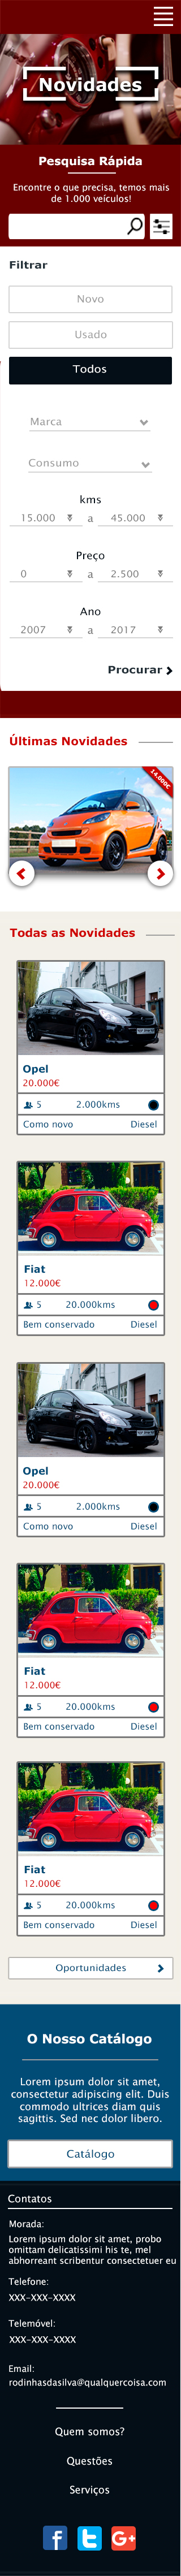 Novidades
Pesquisa Rápida
Encontre o que precisa, temos mais
de 1.000 veículos!
Filtrar
Novo
Usado
Todos
Marca
Consumo
kms
15.000 a 45.000
Preço
0 a 2.500
Ano
2007 a 2017
Procurar
Últimas Novidades
14.000€
Todas as Novidades
Opel
20.000€
5 2.000kms
Como novo Diesel
Fiat
12.000€
5 20.000kms
Bem conservado Diesel
Opel
20.000€
5 2.000kms
Como novo Diesel
Fiat
12.000€
5 20.000kms
Bem conservado Diesel
Fiat
12.000€
5 20.000kms
Bem conservado Diesel
Oportunidades
O Nosso Catálogo
Lorem ipsum dolor sit amet,
consectetur adipiscing elit. Duis
commodo ultrices diam quis
sagittis. Sed nec dolor libero.
Catálogo
Contatos
Morada:
Lorem ipsum dolor sit amet, probo
omittam delicatissimi his te, mel
abhorreant scribentur consectetuer eu
Telefone:
XXX-XXX-XXXX
Telemóvel:
XXX-XXX-XXXX
Email:
rodinhasdasilva@qualquercoisa.com
Quem somos?
Questões
Serviços